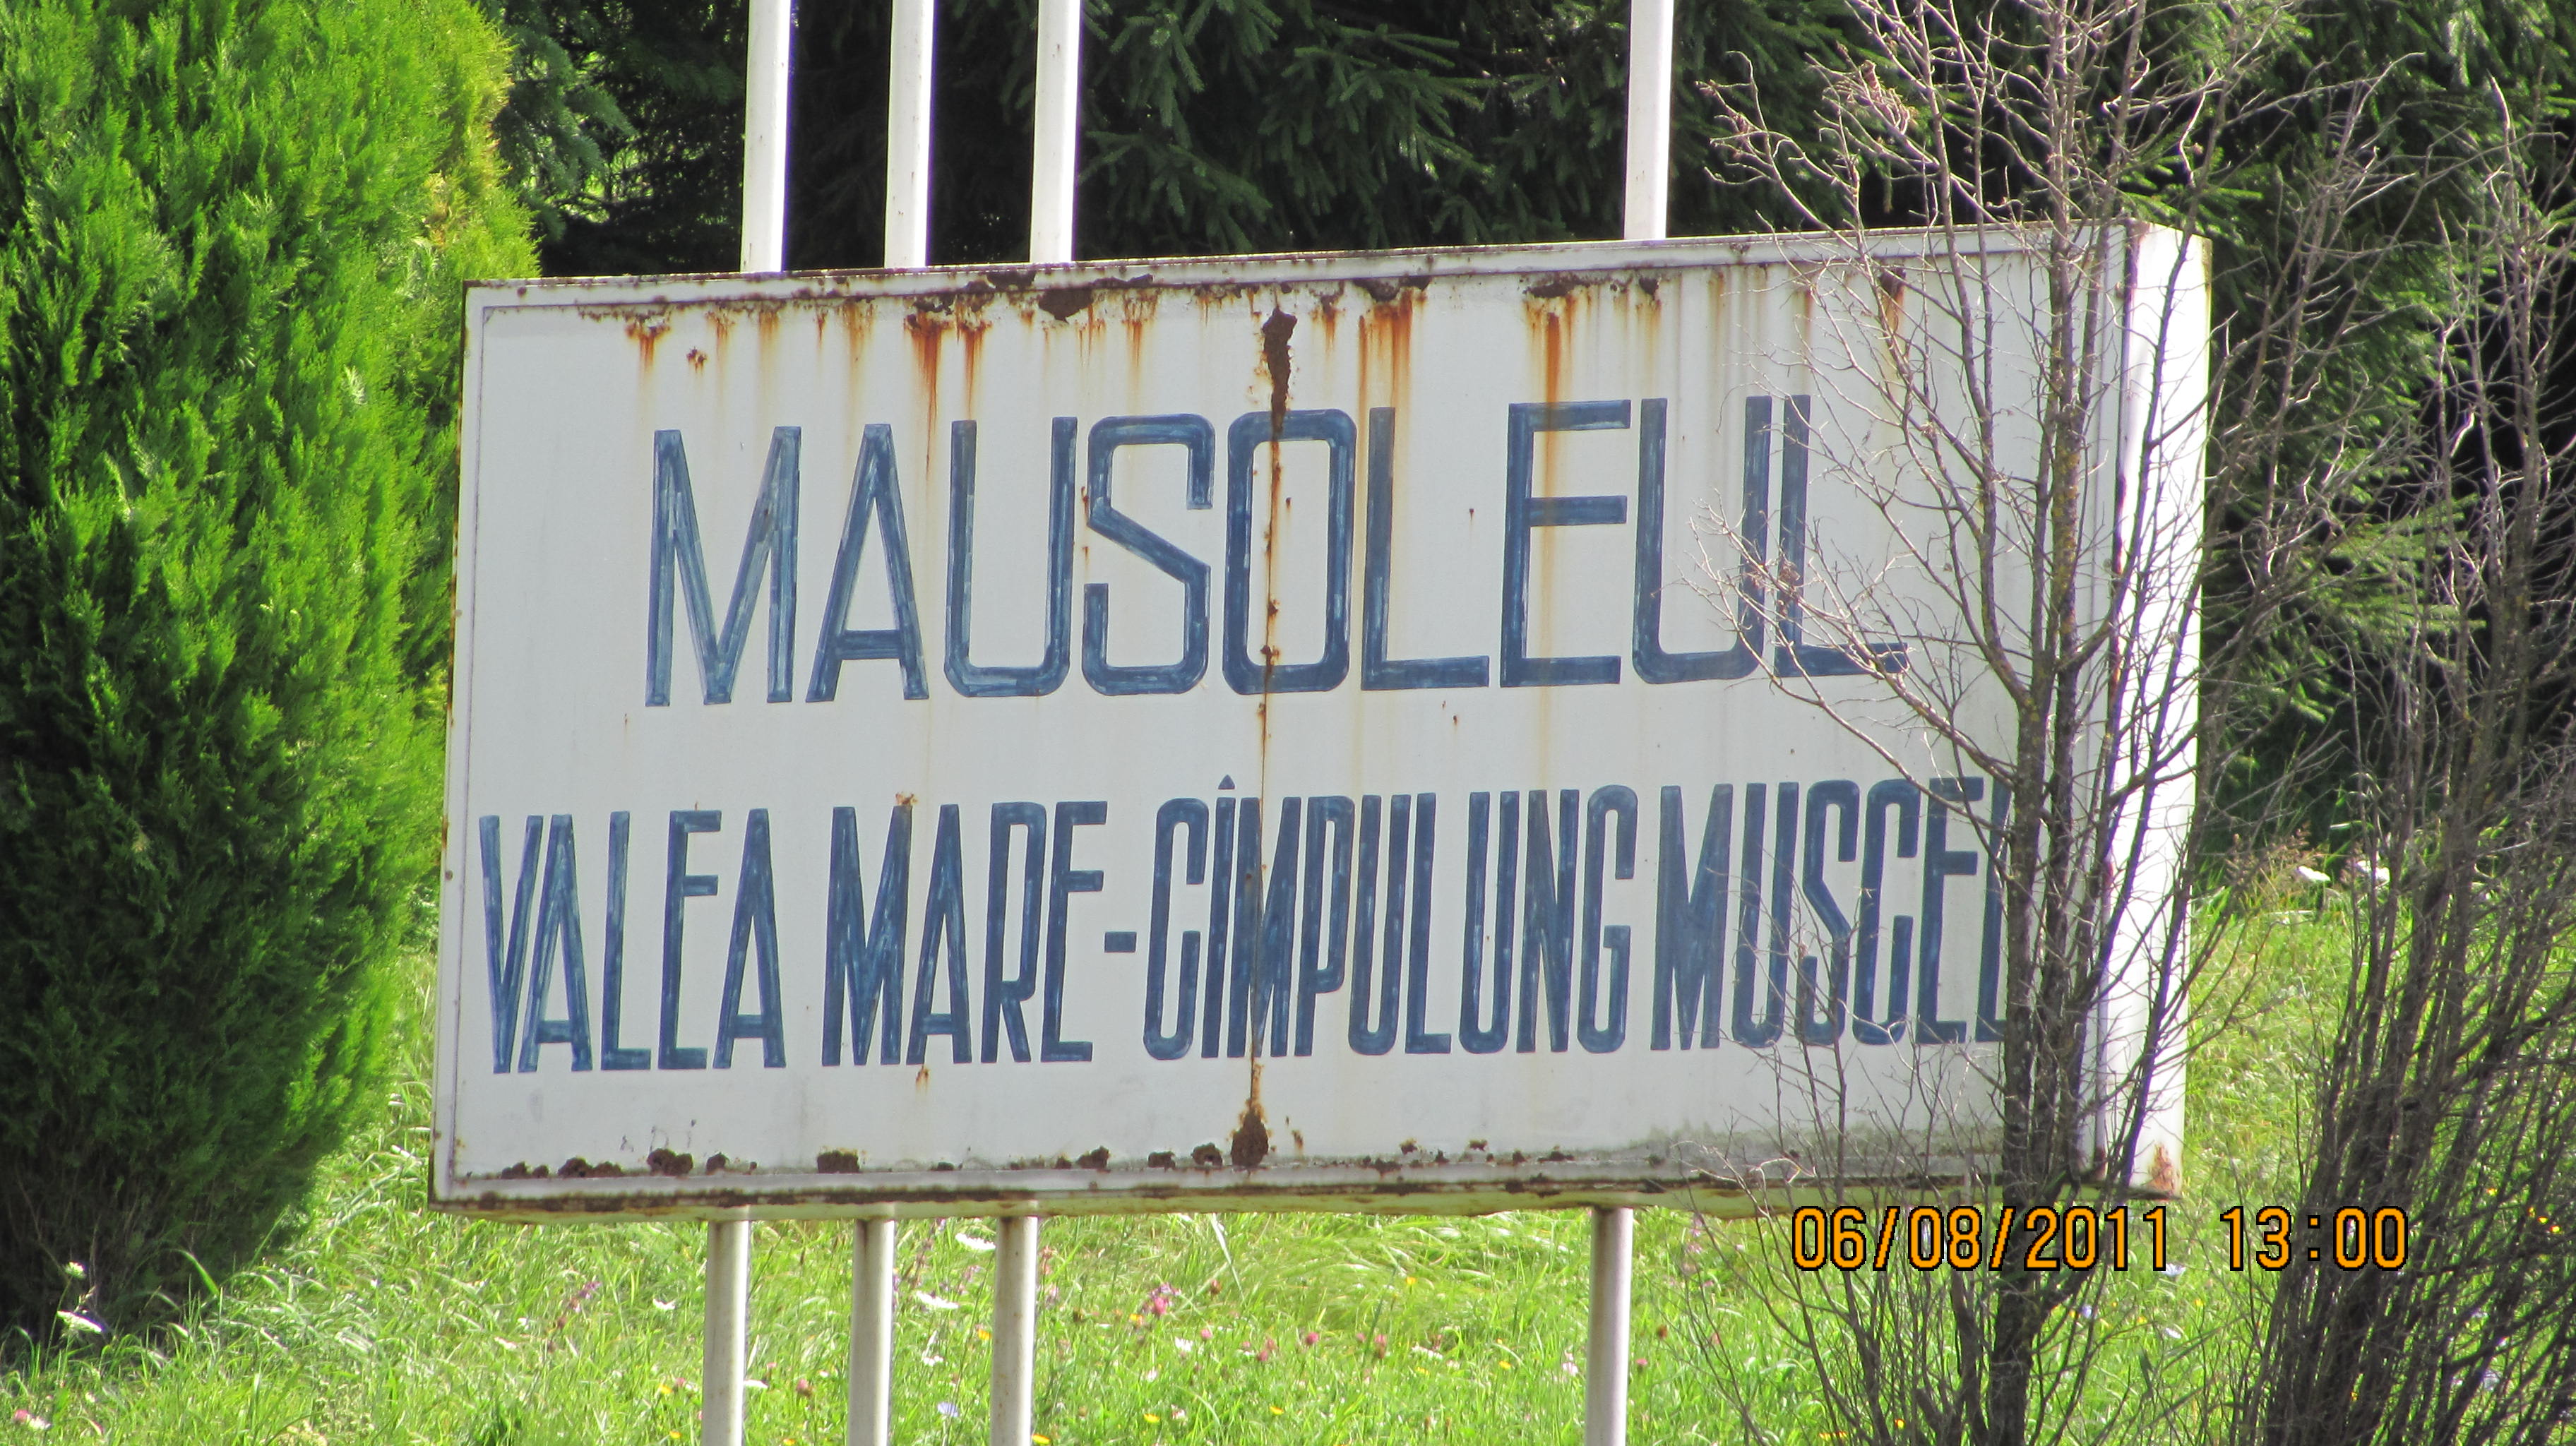 MAUSOLEUL
VALEA MARE-CÎMPULUNG MUSCEL
06/08/2011 13:00